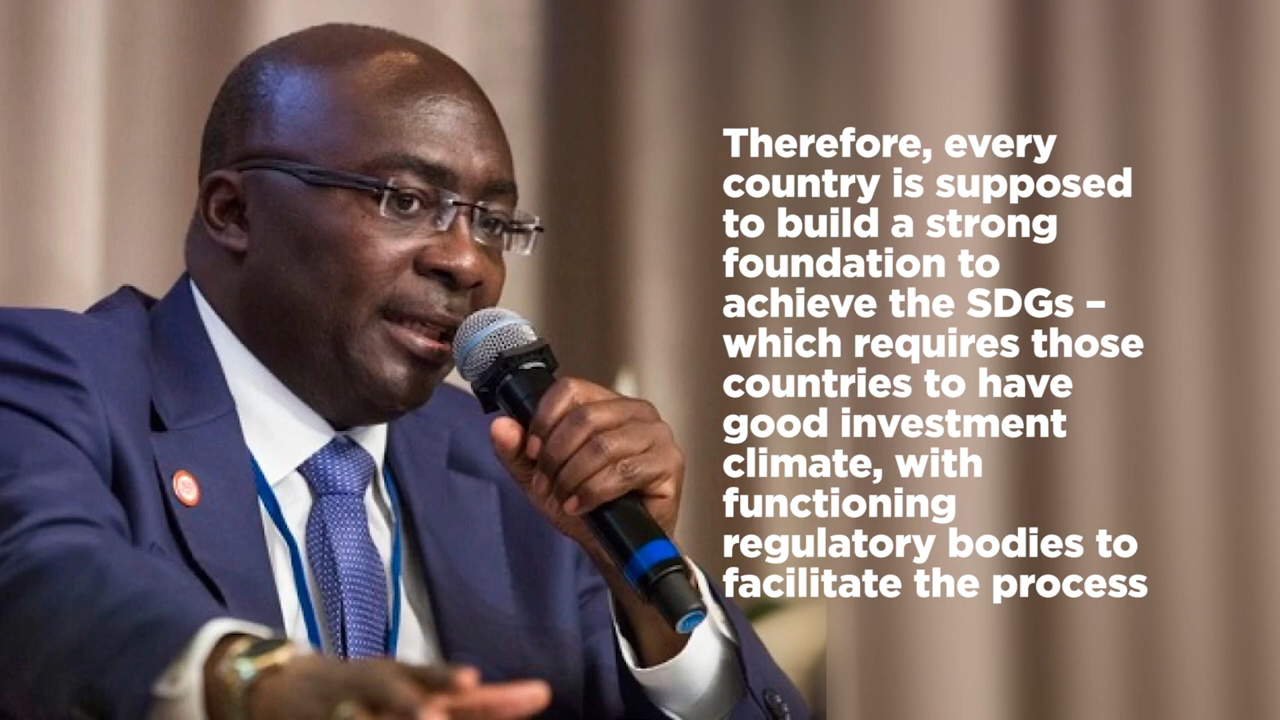 Therefore, every
country is supposed
to build a strong
foundation to
achieve the SDGs –
which requires those
countries to have
good investment
climate, with
functioning
regulatory bodies to
facilitate the process